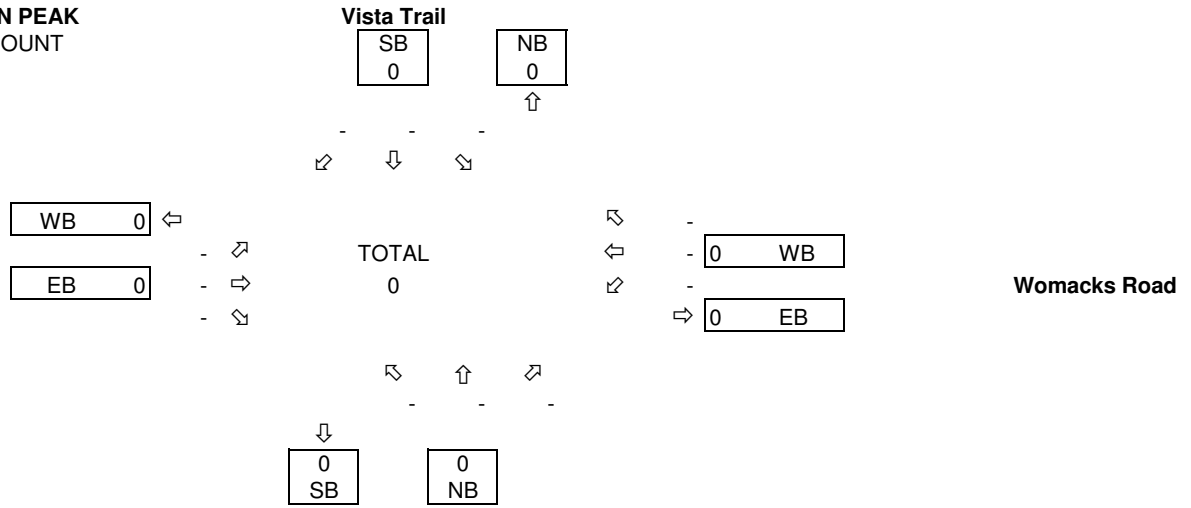 N PEAK Vista Trail
OUNT SB NB
0 0
⇧
- - -
⬃ ⇩ ⬂
WB 0 ⇦ ⬁ -
- ⬀ TOTAL ⇦ - 0 WB
EB 0 - ⇨ 0 ⬃ - Womacks Road
- ⬂ ⇨ 0 EB
⬁ ⇧ ⬀
- - -
⇩
0 0
SB NB